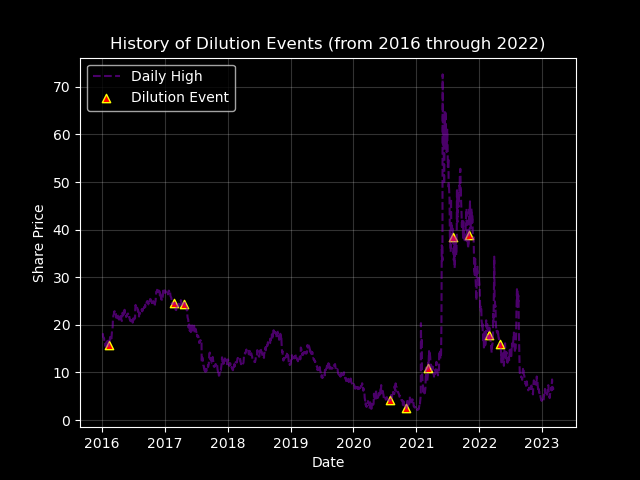 History of Dilution Events (from 2016 through 2022)
Daily High
Dilution Event
70
60
50
40
30
20
10
0
Share Price
2016 2017 2018 2019 2020 2021 2022 2023
Date